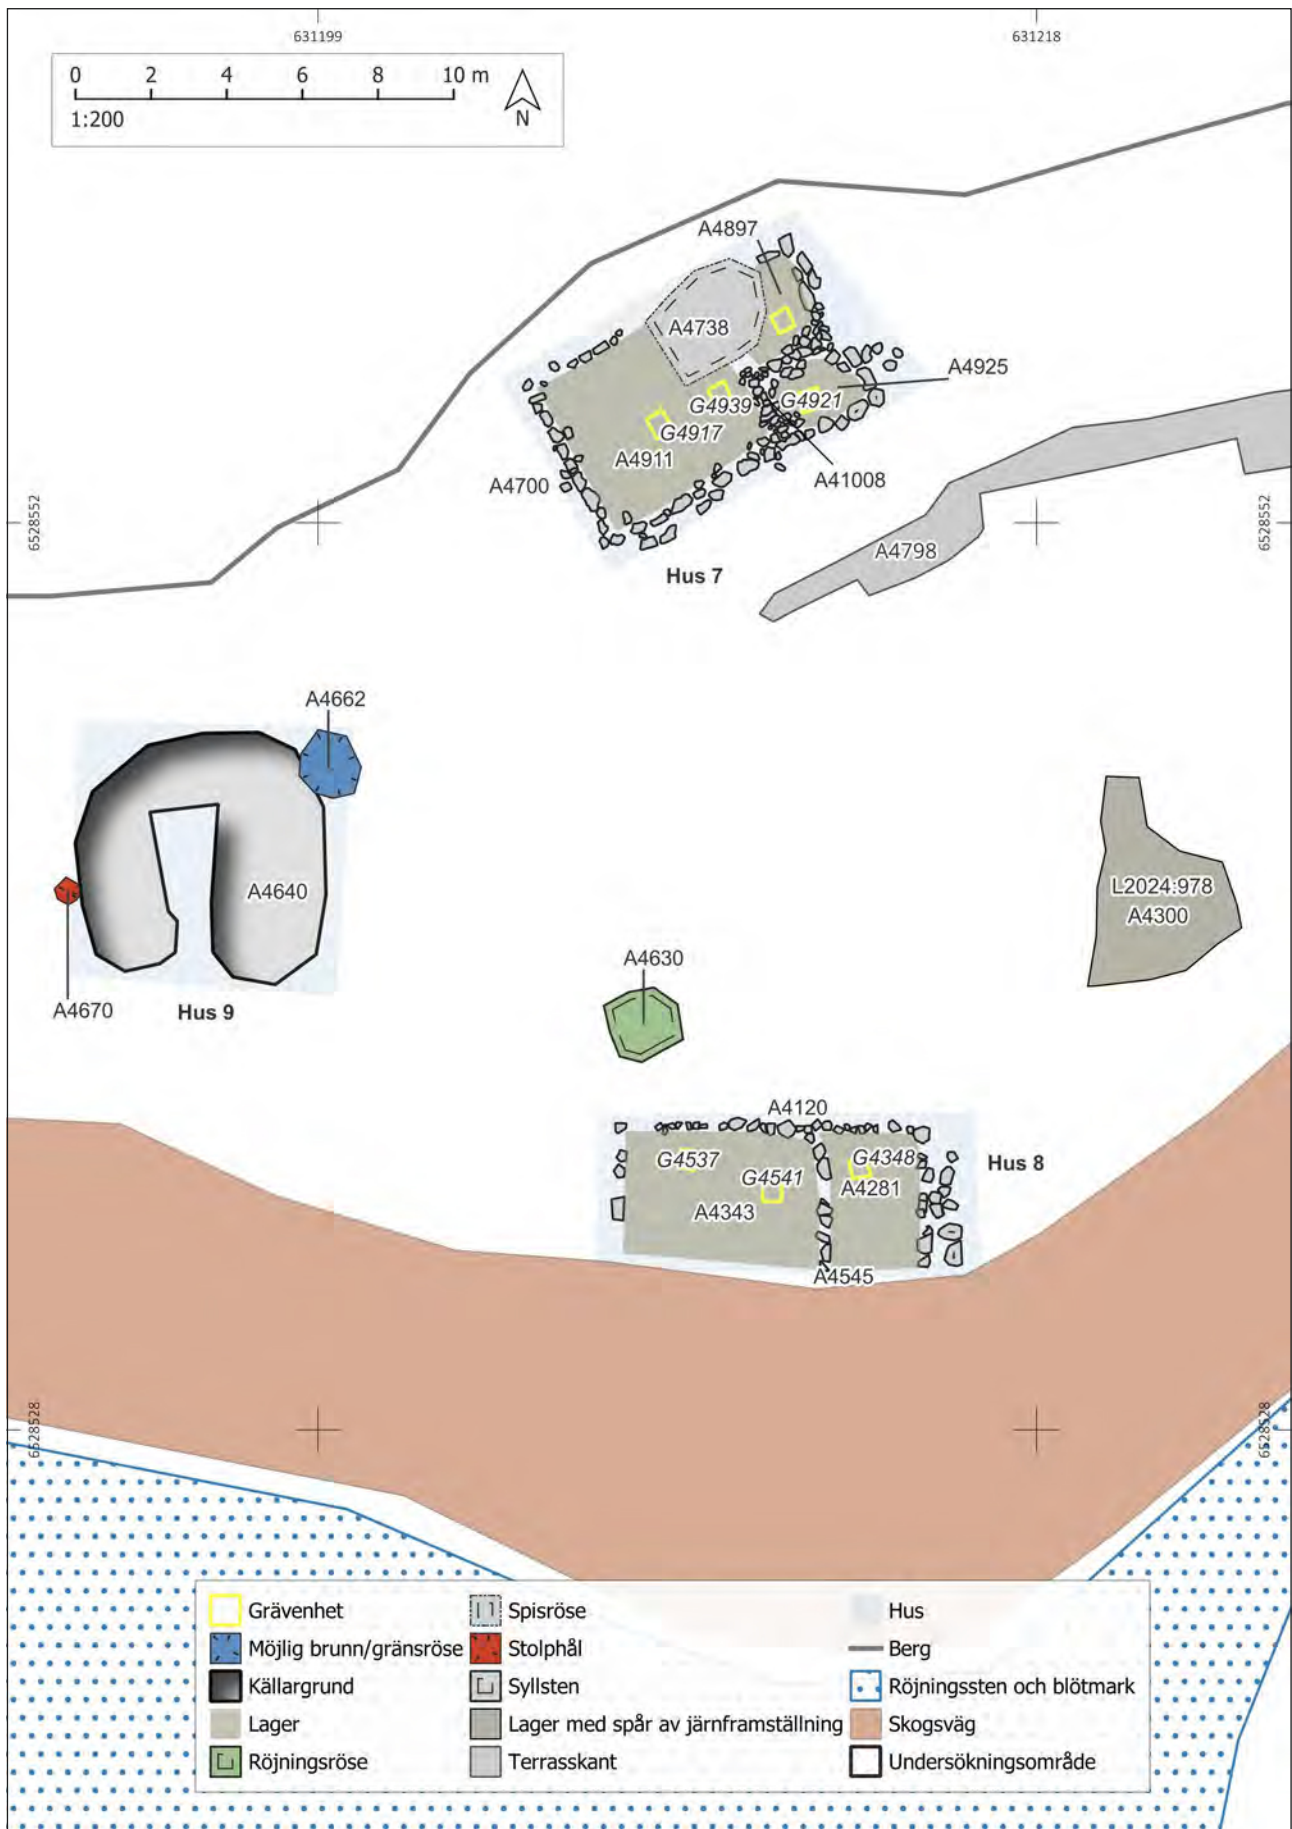 631199
631218
0 2 4 6 8 10 m
1:200
N
A4897
A4738
A4925
G4939
G4921
G4917
A4911
A4700
A41008
6528552
6528552
A4798
Hus 7
A4662
A4640
L2024:978
A4300
A4630
A4670
Hus 9
A4120
G4537
G4348
Hus 8
G4541
A4281
A4343
A4545
6528528
6528528
Grävenhet
Möjlig brunn/gränsröse
Källargrund
Lager
Röjningsröse
Spisröse
Stolphål
Syllsten
Lager med spår av järnframställning
Terrasskant
Hus
Berg
Röjningssten och blötmark
Skogsväg
Undersökningsområde